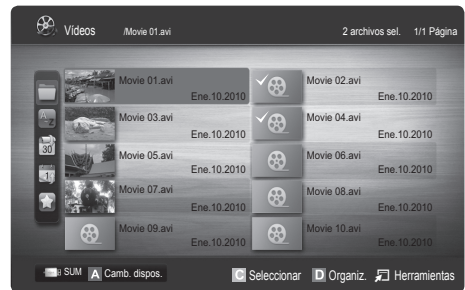 Vídeos /Movie 01.avi 2 archivos sel. 1/1 Página
Movie 01.avi Movie 02.avi
Ene.10.2010 Ene.10.2010
Movie 03.avi Movie 04.avi
Ene.10.2010 Ene.10.2010
Movie 05.avi Movie 06.avi
Ene.10.2010 Ene.10.2010
Movie 07.avi Movie 08.avi
Ene.10.2010 Ene.10.2010
Movie 09.avi Movie 10.avi
Ene.10.2010 Ene.10.2010
SUM A Camb. dispos. C Seleccionar D Organiz. Herramientas
A Z
30
1